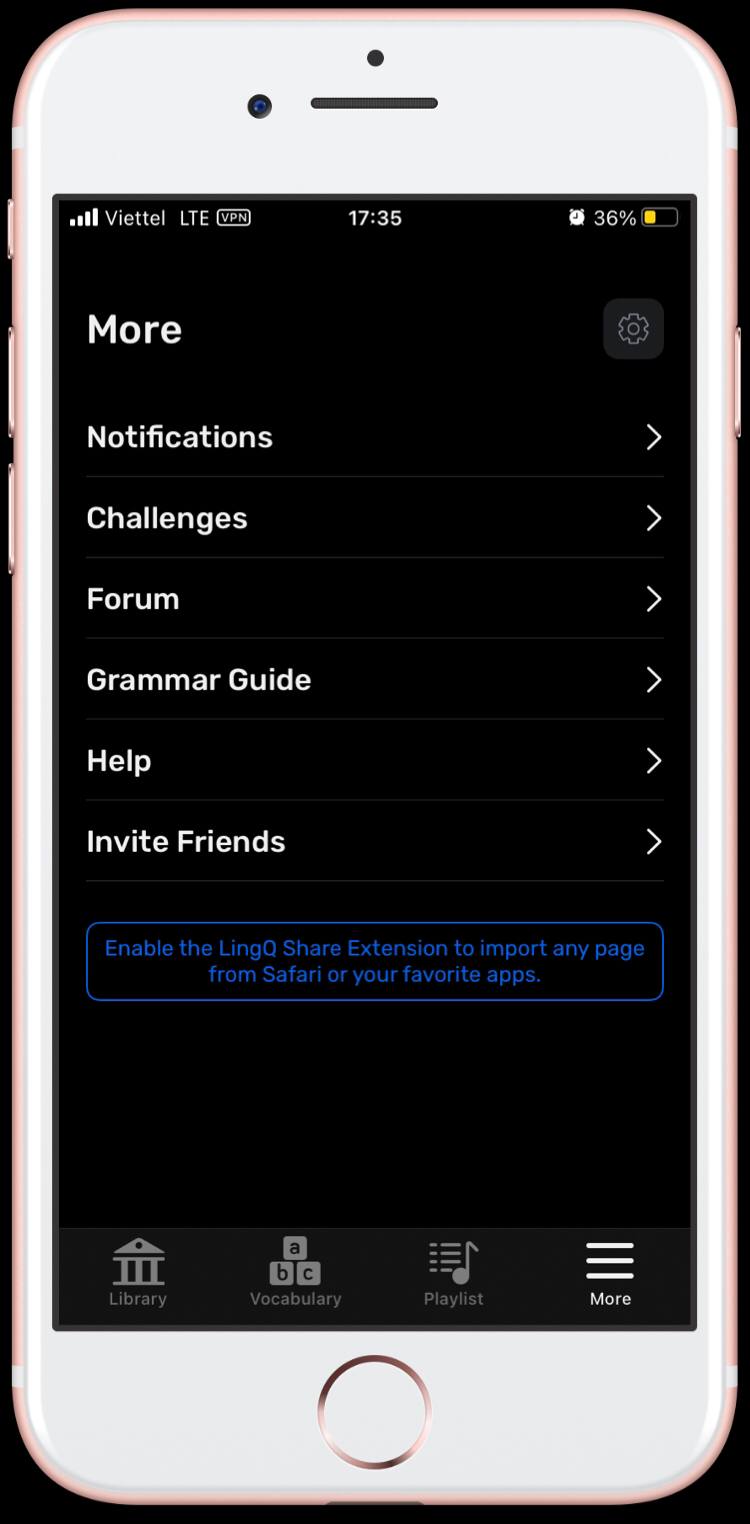 Viettel LTE VPN 17:35 36%
More
Notifications
Challenges
Forum
Grammar Guide
Help
Invite Friends
Enable the LingQ Share Extension to import any page
from Safari or your favorite apps.
a
b c
Library Vocabulary Playlist More